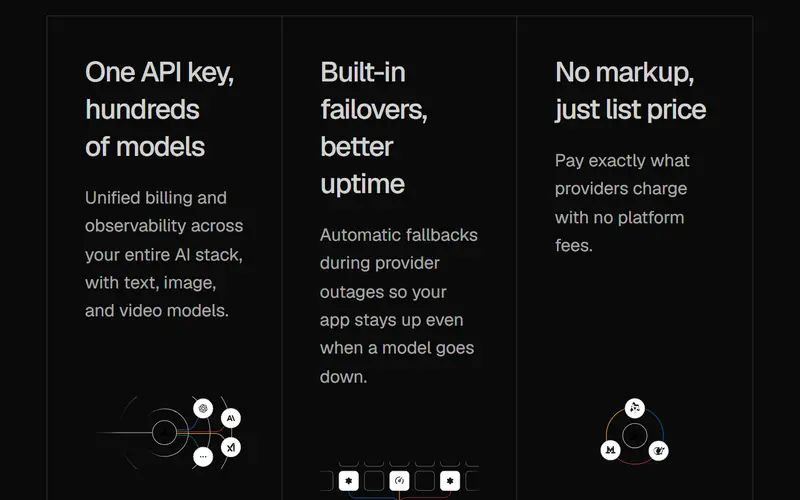 One API key,
hundreds
of models
Unified billing and
observability across
your entire AI stack,
with text, image,
and video models.
Built-in
failovers,
better
uptime
Automatic fallbacks
during provider
outages so your
app stays up even
when a model goes
down.
No markup,
just list price
Pay exactly what
providers charge
with no platform
fees.